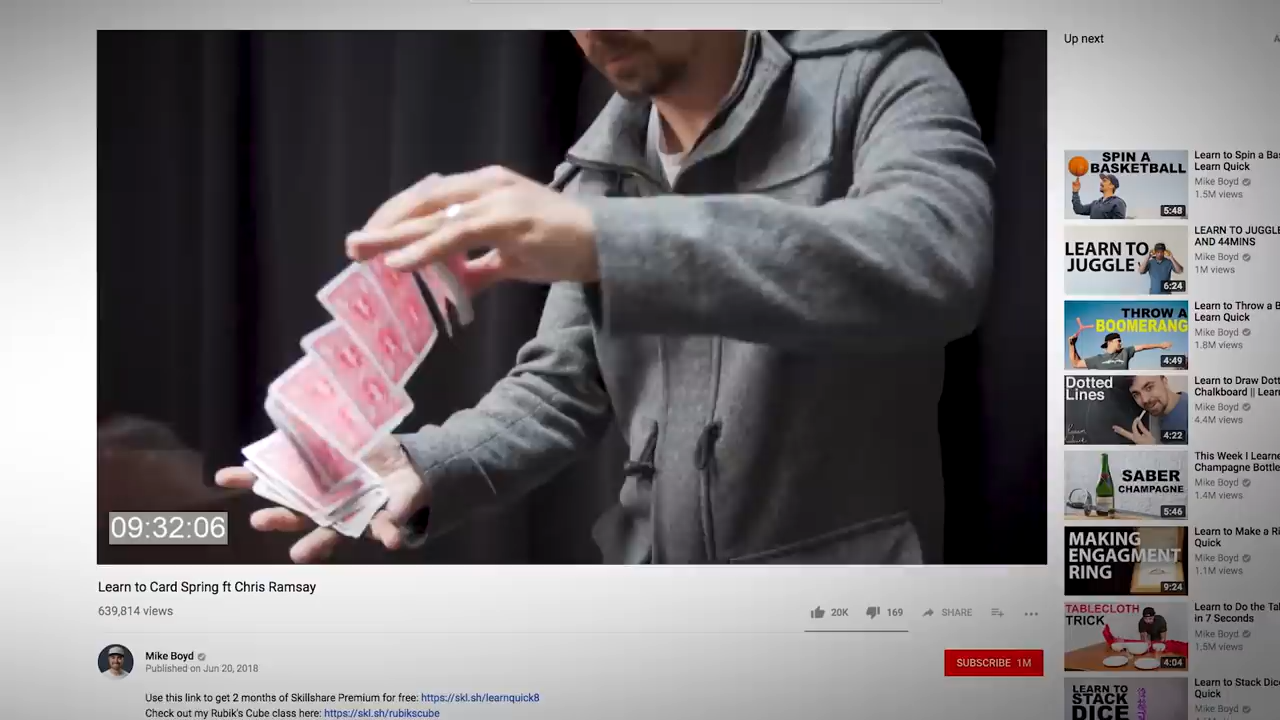 Up next
09:32:06
Learn to Card Spring ft Chris Ramsay
639,814 views
20K
169
SHARE
Mike Boyd
Published on Jun 20, 2018
SUBSCRIBE 1M
Use this link to get 2 months of Skillshare Premium for free: https://skl.sh/learnquick8
Check out my Rubik's Cube class here: https://skl.sh/rubikscube
SPIN A
BASKETBALL
5:48
Learn to Spin a Bas
Learn Quick
Mike Boyd
1.5M views
LEARN TO
JUGGLE
6:24
LEARN TO JUGGLE
AND 44MINS
Mike Boyd
1M views
THROW A
BOOMERANG
4:49
Learn to Throw a B
Learn Quick
Mike Boyd
1.8M views
Dotted
Lines
4:22
Learn to Draw Dott
Chalkboard || Lear
Mike Boyd
4.4M views
SABER
CHAMPAGNE
5:46
This Week I Learne
Champagne Bottle
Mike Boyd
1.4M views
MAKING
ENGAGMENT
RING
9:24
Learn to Make a Ri
Quick
Mike Boyd
1.1M views
TABLECLOTH
TRICK
4:04
Learn to Do the Tal
in 7 Seconds
Mike Boyd
1.5M views
LEARN TO
STACK
DICE
Learn to Stack Dice
Quick
Mike Boyd